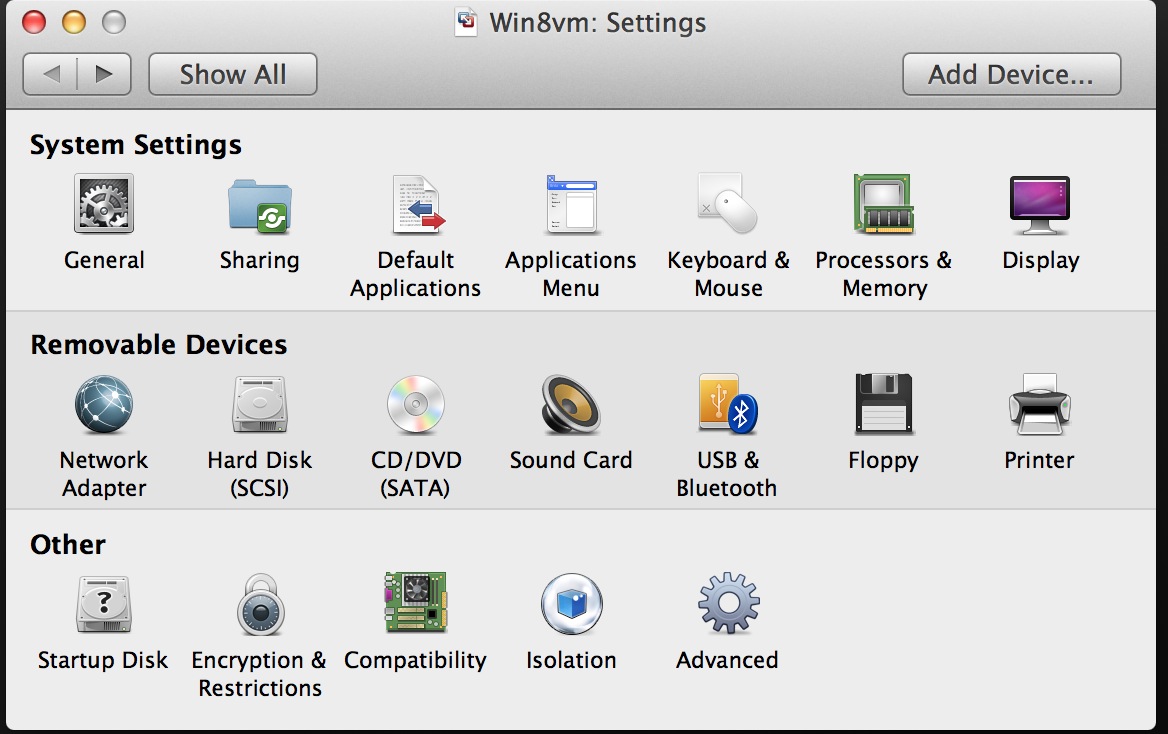 Win8vm: Settings
Show All
Add Device...
System Settings
General
Sharing
Default
Applications
Applications
Menu
Keyboard &
Mouse
Processors &
Memory
Display
Removable Devices
Network
Adapter
Hard Disk
(SCSI)
CD/DVD
(SATA)
Sound Card
USB &
Bluetooth
Floppy
Printer
Other
?
Startup Disk
Encryption &
Restrictions
Compatibility
Isolation
Advanced